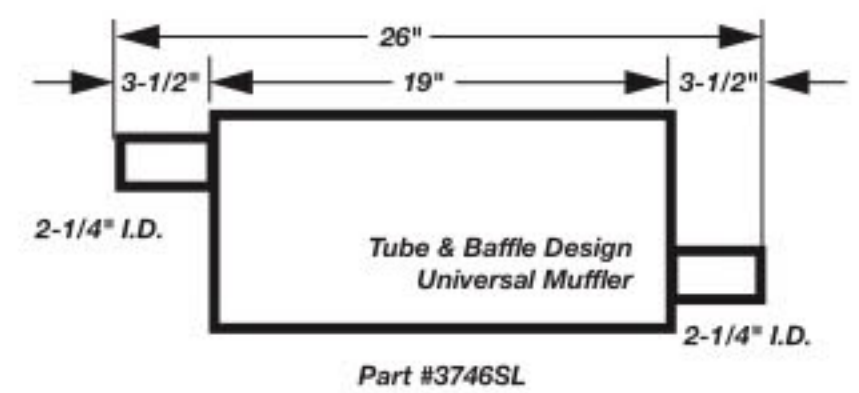 26"
3-1/2" 19" 3-1/2"
2-1/4" I.D.
Tube & Baffle Design
Universal Muffler
2-1/4" I.D.
Part #3746SL